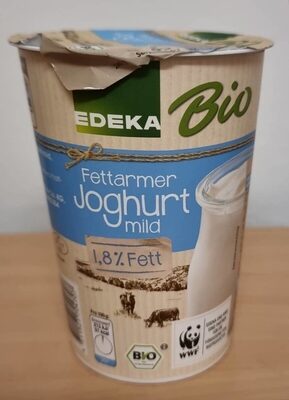 EDEKA
Bio
Fettarmer
Joghurt
mild
1,8% Fett
BIO
WWF